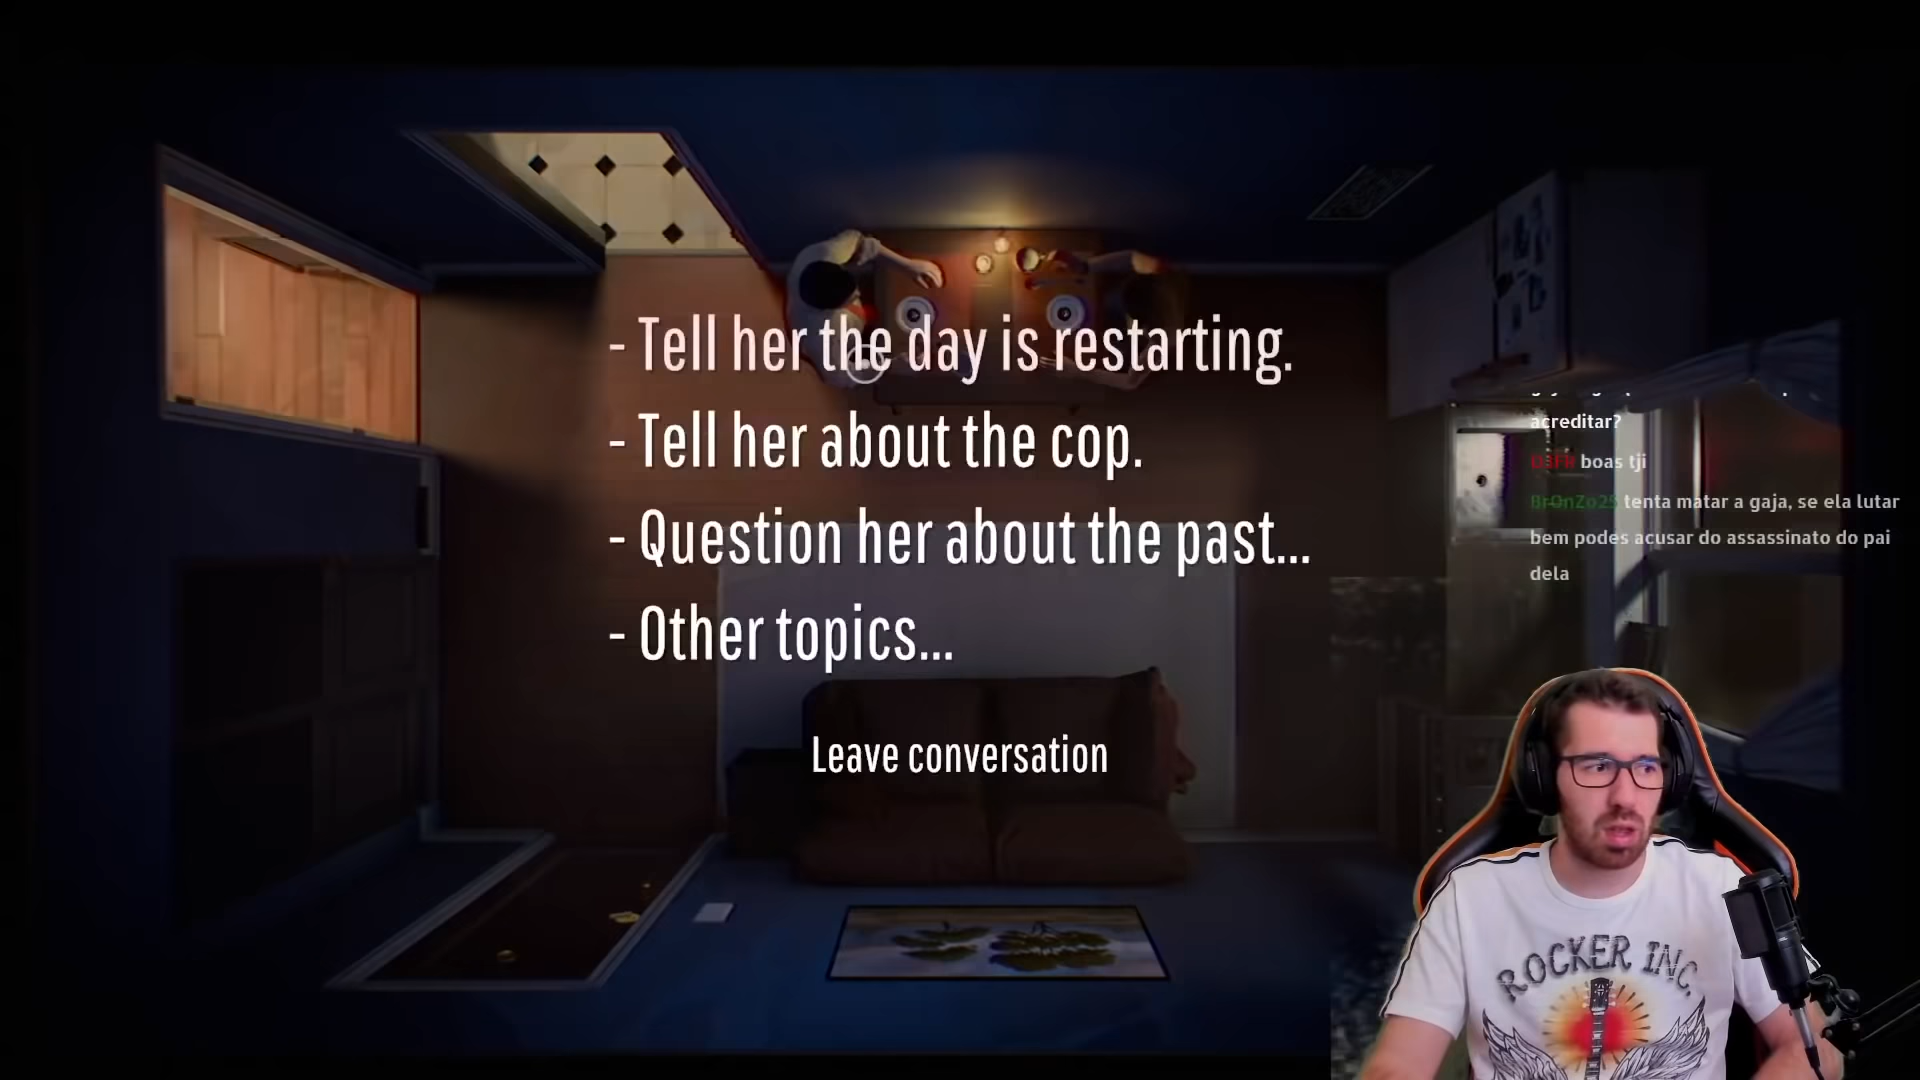 - Tell her the day is restarting.
- Tell her about the cop.
- Question her about the past...
- Other topics...
Leave conversation
acreditar?
boas tji
BrOnZo25 tenta matar a gaja, se ela lutar
bem podes acusar do assassinato do pai
dela
ROCKER INC.